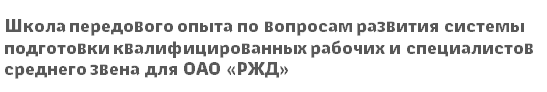 Школа передового опыта по вопросам развития системы
подготовки квалифицированных рабочих и специалистов
среднего звена для ОАО «РЖД»